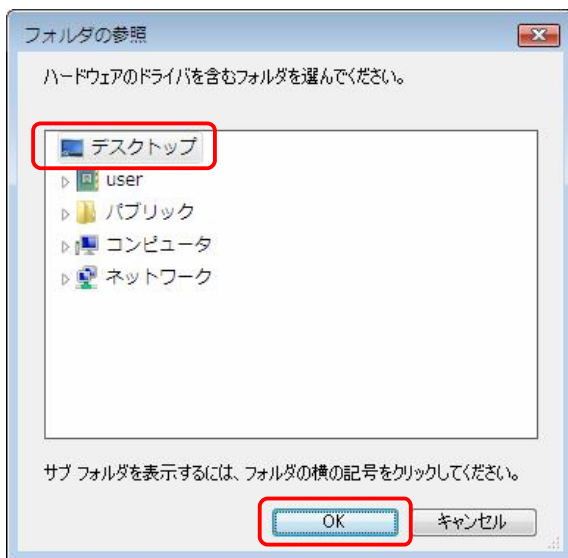 フォルダの参照
ハードウェアのドライバを含むフォルダを選んでください。
デスクトップ
user
パブリック
コンピュータ
ネットワーク
サブ フォルダを表示するには、フォルダの横の記号をクリックしてください。
OK キャンセル